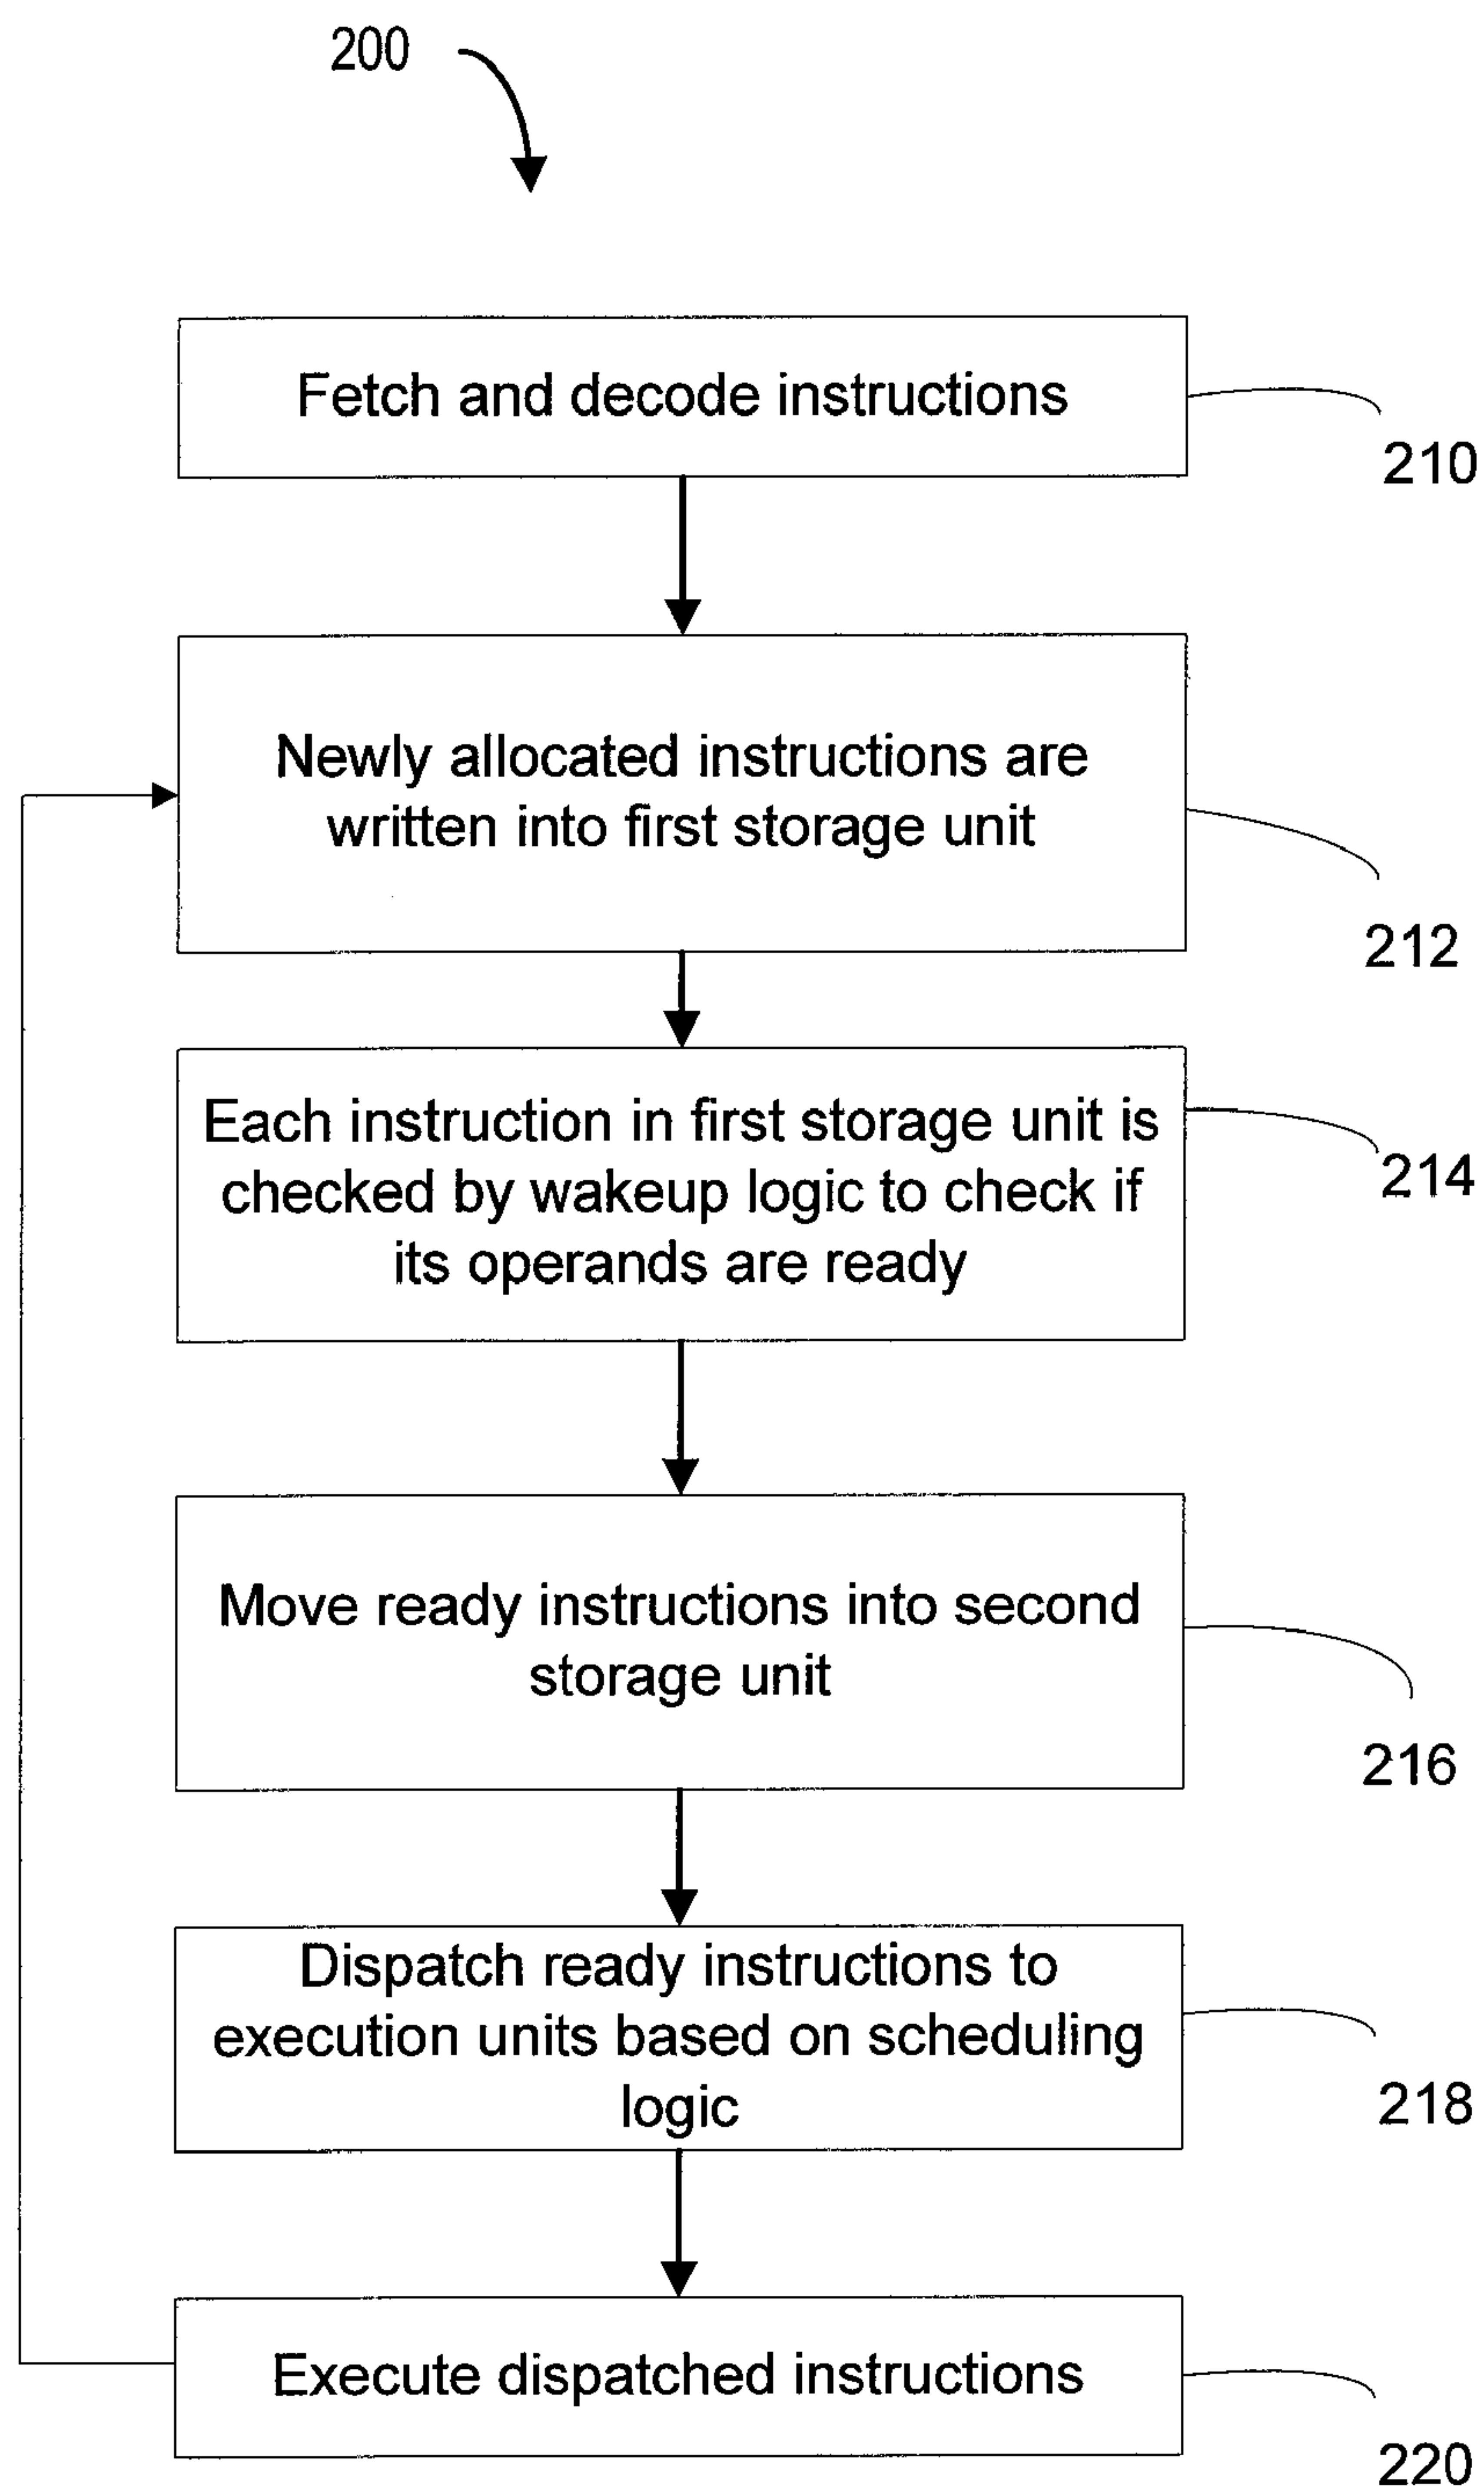 200
Fetch and decode instructions
210
Newly allocated instructions are
written into first storage unit
212
Each instruction in first storage unit is
checked by wakeup logic to check if
its operands are ready
214
Move ready instructions into second
storage unit
216
Dispatch ready instructions to
execution units based on scheduling
logic
218
Execute dispatched instructions
220